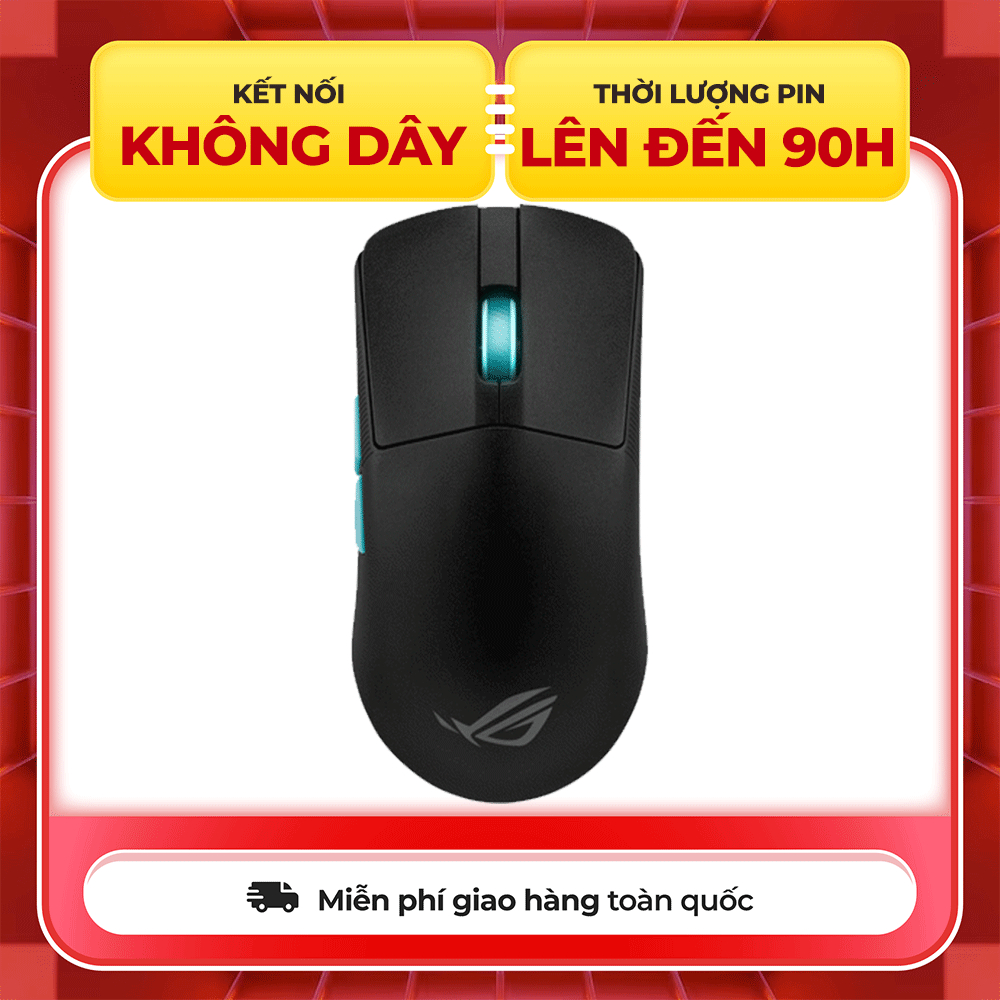 KẾT NỐI
KHÔNG DÂY
THỜI LƯỢNG PIN
LÊN ĐẾN 90H
Miễn phí giao hàng toàn quốc